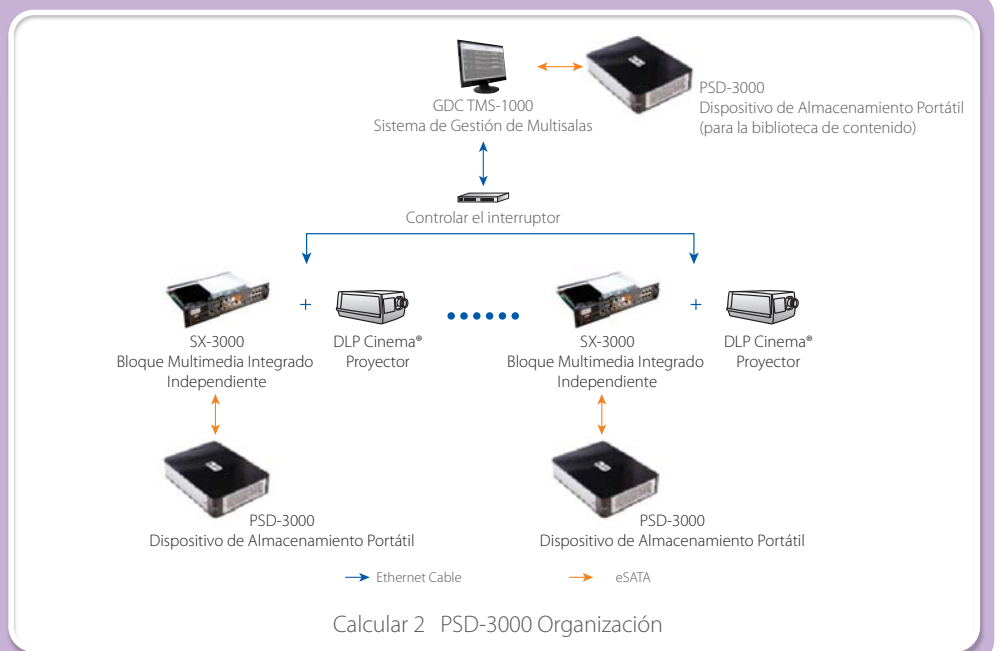 GDC TMS-1000
Sistema de Gestión de Multisalas
PSD-3000
Dispositivo de Almacenamiento Portátil
(para la biblioteca de contenido)
Controlar el interruptor
SX-3000
Bloque Multimedia Integrado
Independiente
+
DLP Cinema®
Proyector
SX-3000
Bloque Multimedia Integrado
Independiente
+
DLP Cinema®
Proyector
PSD-3000
Dispositivo de Almacenamiento Portátil
PSD-3000
Dispositivo de Almacenamiento Portátil
Ethernet Cable
eSATA
Calcular 2 PSD-3000 Organización